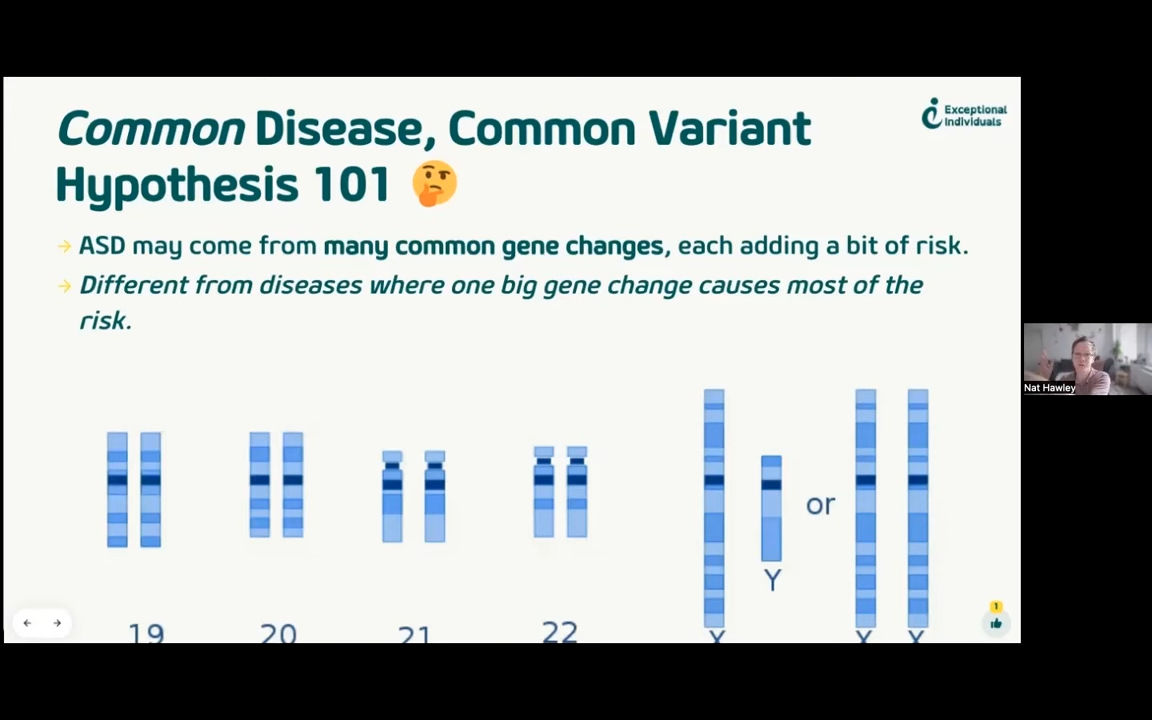 Common Disease, Common Variant
Hypothesis 101
Exceptional
Individuals
→ ASD may come from many common gene changes, each adding a bit of risk.
→ Different from diseases where one big gene change causes most of the
risk.
or
Y
19 20 21 22 X X X
1
Nat Hawley